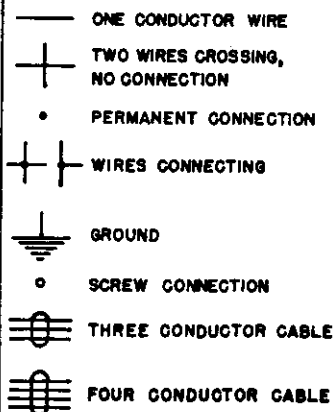 ONE CONDUCTOR WIRE
TWO WIRES CROSSING,
NO CONNECTION
PERMANENT CONNECTION
WIRES CONNECTING
GROUND
SCREW CONNECTION
THREE CONDUCTOR CABLE
FOUR CONDUCTOR CABLE